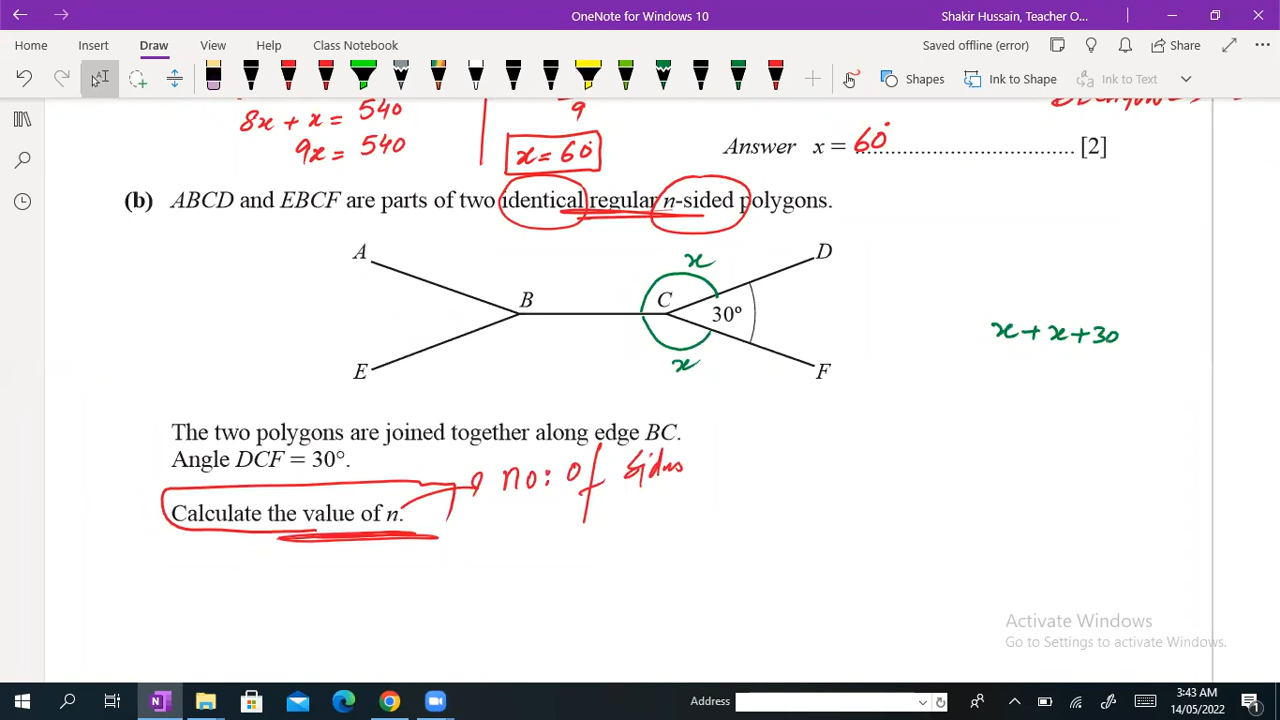 OneNote for Windows 10
Shakir Hussain, Teacher O...
Home Insert Draw View Help Class Notebook
Saved offline (error) Share
Shapes Ink to Shape Ink to Text
8x + x = 540
9x = 540
9
x = 60°
Answer x = 60° [2]
(b) ABCD and EBCF are parts of two identical regular n-sided polygons.
A D
x
B C 30°
x + x + 30
x
E F
The two polygons are joined together along edge BC.
Angle DCF = 30°.
no: of sides
Calculate the value of n.
Activate Windows
Go to Settings to activate Windows.
Address
3:43 AM
14/05/2022